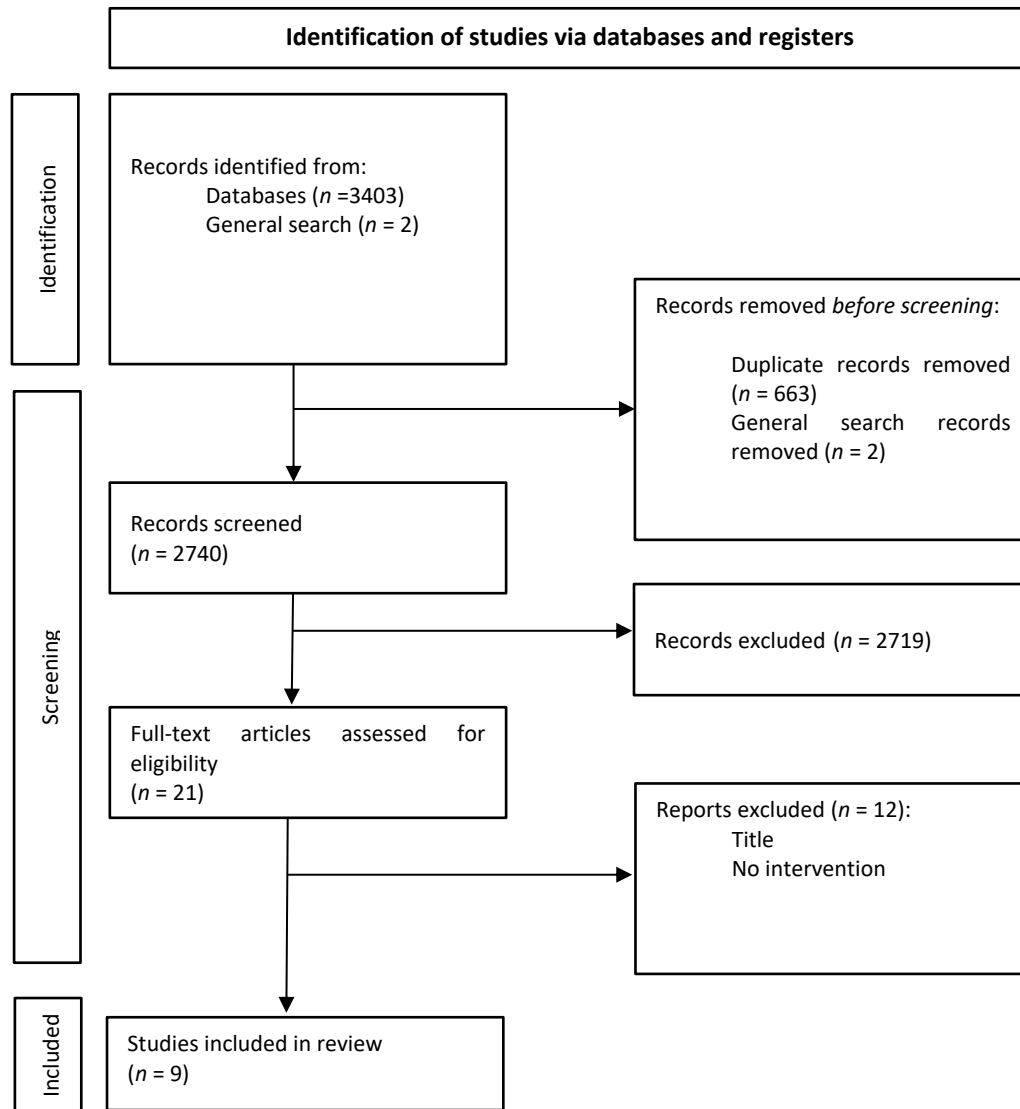 Identification of studies via databases and registers
Identification
Records identified from:
Databases (n =3403)
General search (n = 2)
Records removed before screening:
Duplicate records removed
(n = 663)
General search records
removed (n = 2)
Screening
Records screened
(n = 2740)
Records excluded (n = 2719)
Full-text articles assessed for
eligibility
(n = 21)
Reports excluded (n = 12):
Title
No intervention
Included
Studies included in review
(n = 9)